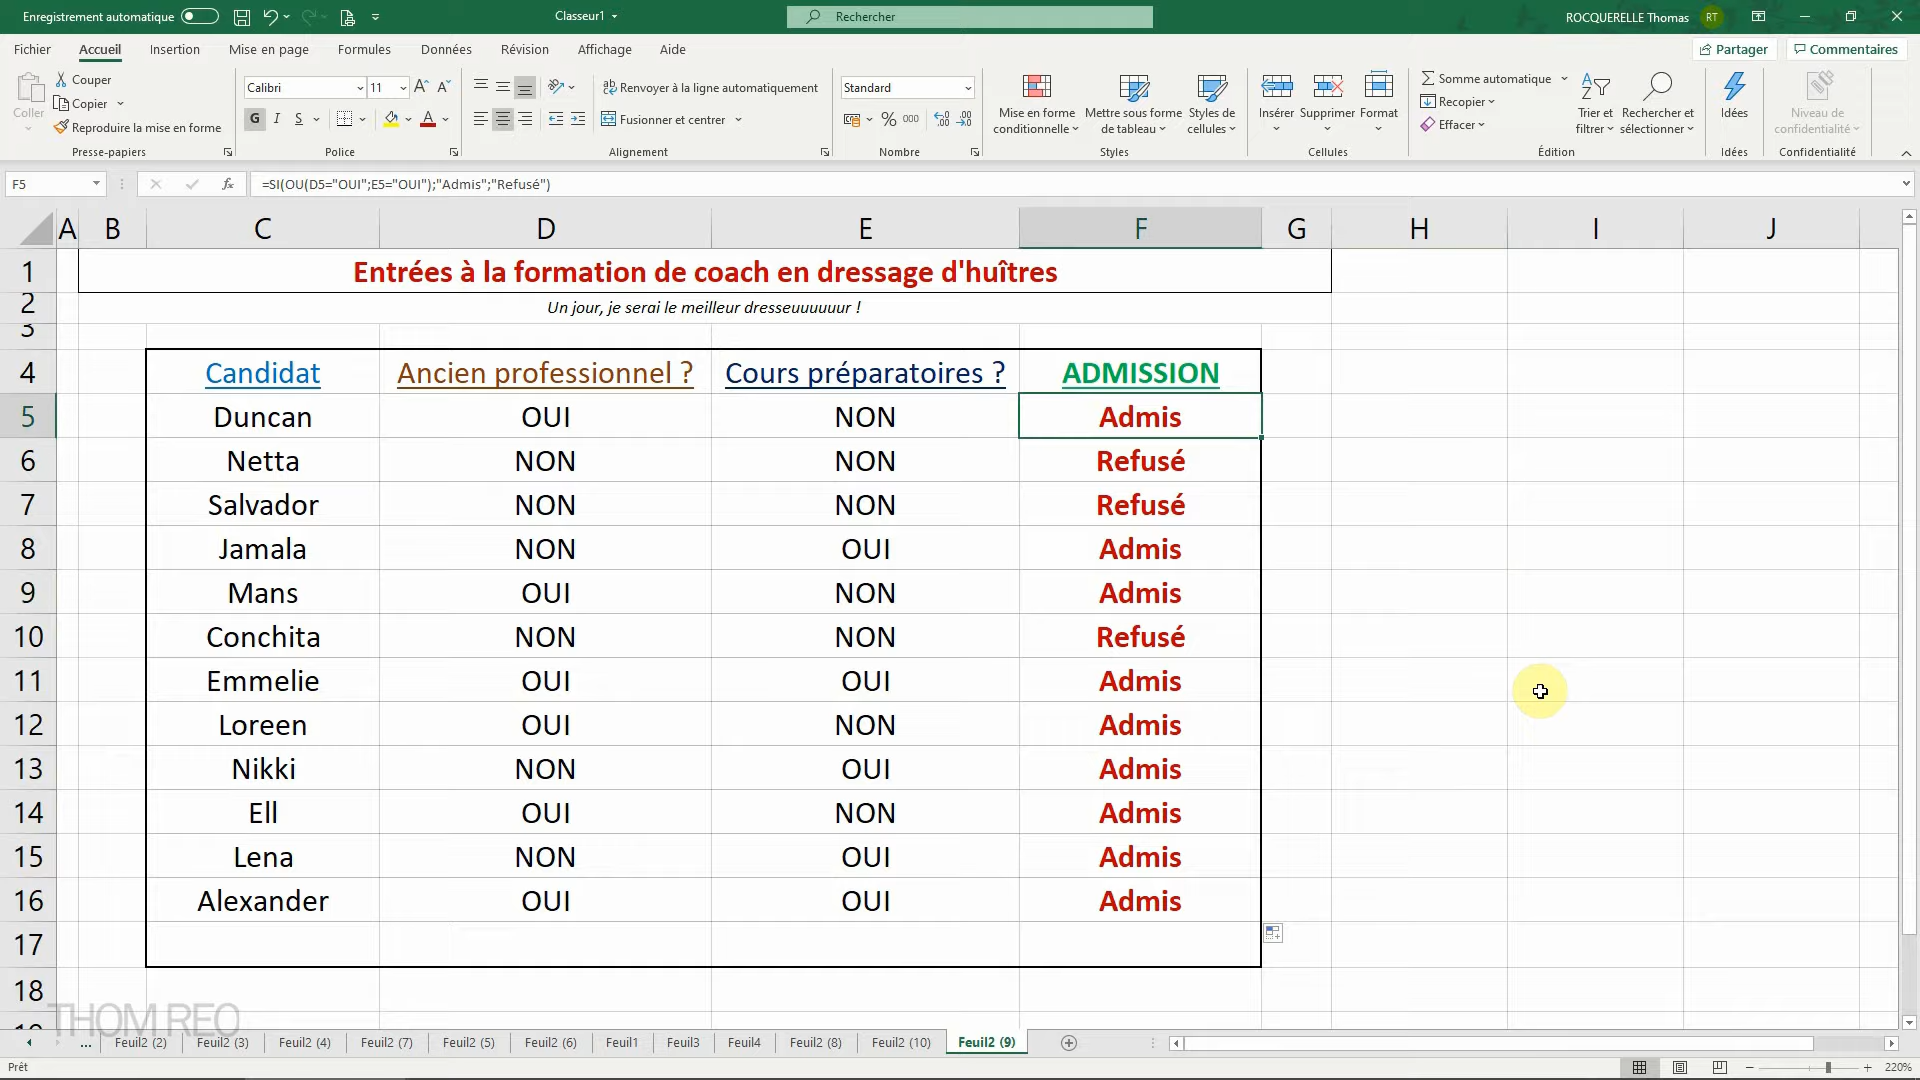 Enregistrement automatique
Classeur1
Rechercher
ROCQUERELLE Thomas
RT
Fichier Accueil Insertion Mise en page Formules Données Révision Affichage Aide
Partager
Commentaires
Coller
Couper
Copier
Reproduire la mise en forme
Presse-papiers
Calibri 11
G I S
Police
Renvoyer à la ligne automatiquement
Fusionner et centrer
Alignement
Standard
% 000
Nombre
Mise en forme conditionnelle
Mettre sous forme de tableau
Styles de cellules
Styles
Insérer Supprimer Format
Cellules
Somme automatique
Recopier
Effacer
Trier et filtrer
Rechercher et sélectionner
Édition
Idées
Idées
Niveau de confidentialité
Confidentialité
F5
fx
=SI(OU(D5="OUI";E5="OUI");"Admis";"Refusé")
A B C D E F G H I J
1 Entrées à la formation de coach en dressage d'huîtres
2 Un jour, je serai le meilleur dresseuuuuuur !
3
4 Candidat Ancien professionnel ? Cours préparatoires ? ADMISSION
5 Duncan OUI NON Admis
6 Netta NON NON Refusé
7 Salvador NON NON Refusé
8 Jamala NON OUI Admis
9 Mans OUI NON Admis
10 Conchita NON NON Refusé
11 Emmelie OUI OUI Admis
12 Loreen OUI NON Admis
13 Nikki NON OUI Admis
14 Ell OUI NON Admis
15 Lena NON OUI Admis
16 Alexander OUI OUI Admis
17
18
THOM REO
... Feuil2 (2) Feuil2 (3) Feuil2 (4) Feuil2 (7) Feuil2 (5) Feuil2 (6) Feuil1 Feuil3 Feuil4 Feuil2 (8) Feuil2 (10) Feuil2 (9)
Prêt
220%